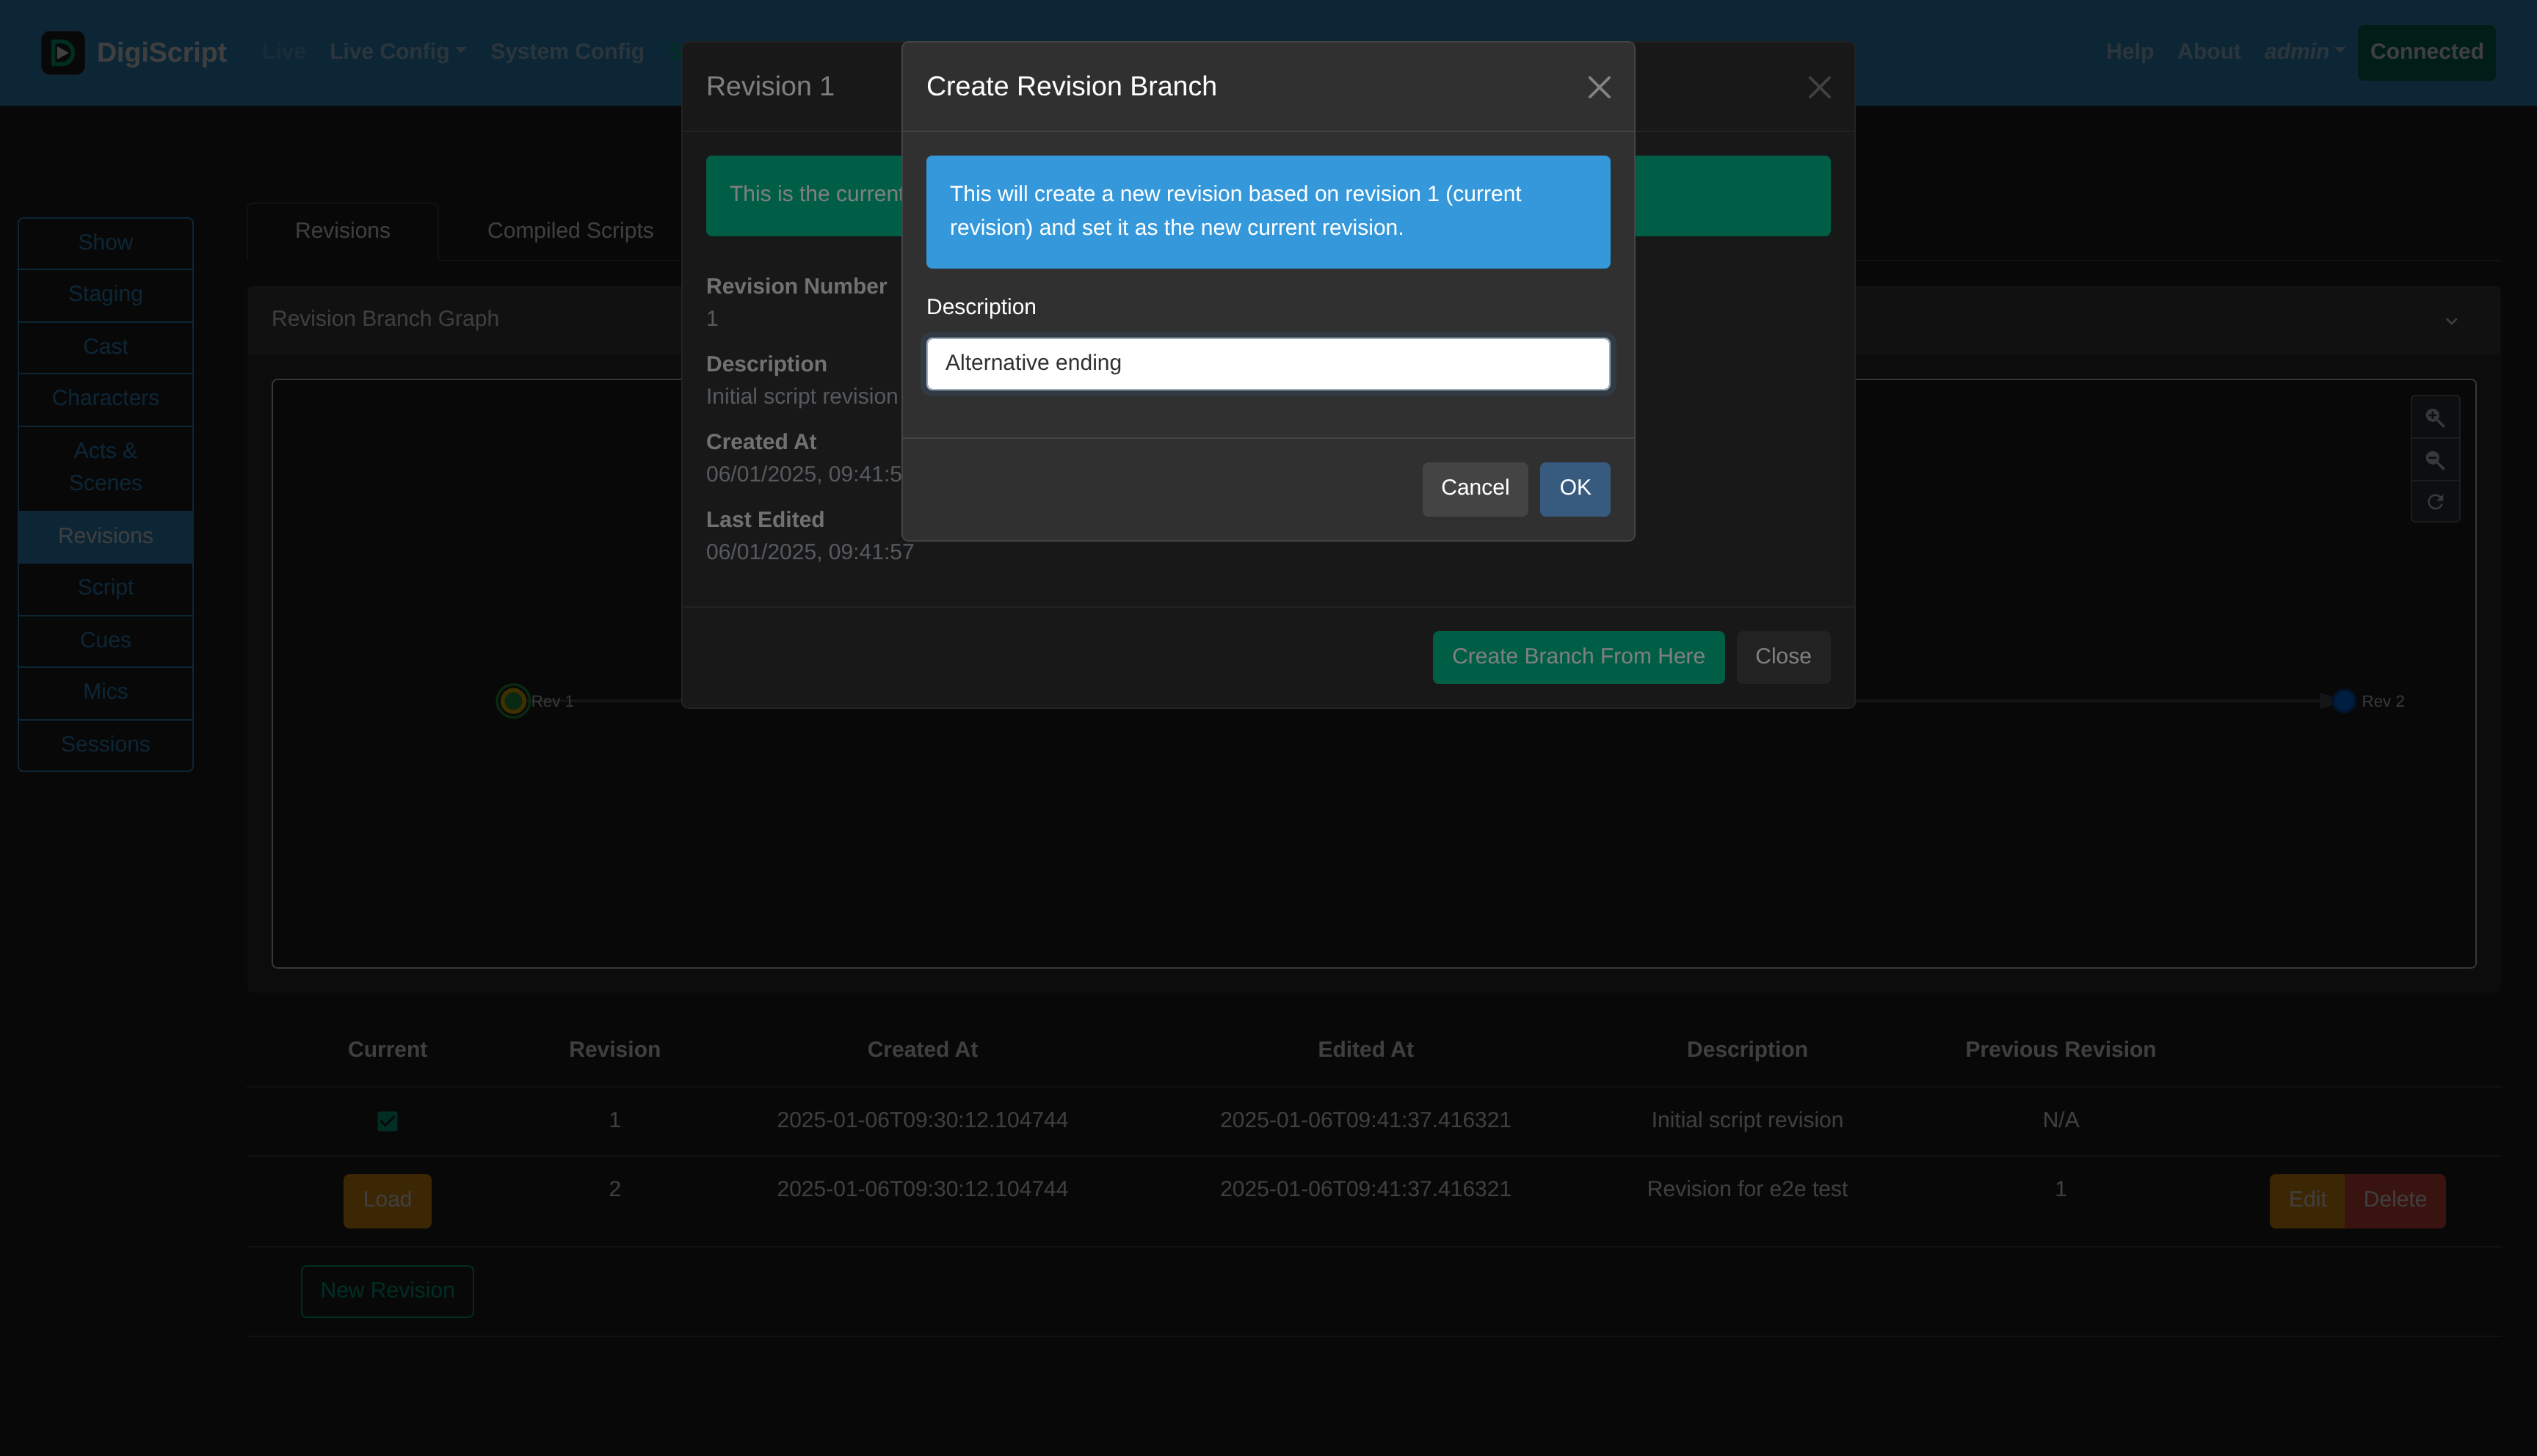 DigiScript
Live
Live Config
System Config
Help
About
admin
Connected
Revision 1
Create Revision Branch
This is the current
This will create a new revision based on revision 1 (current
revision) and set it as the new current revision.
Show
Staging
Cast
Characters
Acts &
Scenes
Revisions
Script
Cues
Mics
Sessions
Revisions
Compiled Scripts
Revision Branch Graph
Revision Number
1
Description
Initial script revision
Created At
06/01/2025, 09:41:5
Last Edited
06/01/2025, 09:41:57
Description
Alternative ending
Cancel
OK
Create Branch From Here
Close
Rev 1
Rev 2
Current Revision Created At Edited At Description Previous Revision
1 2025-01-06T09:30:12.104744 2025-01-06T09:41:37.416321 Initial script revision N/A
Load 2 2025-01-06T09:30:12.104744 2025-01-06T09:41:37.416321 Revision for e2e test 1 Edit Delete
New Revision